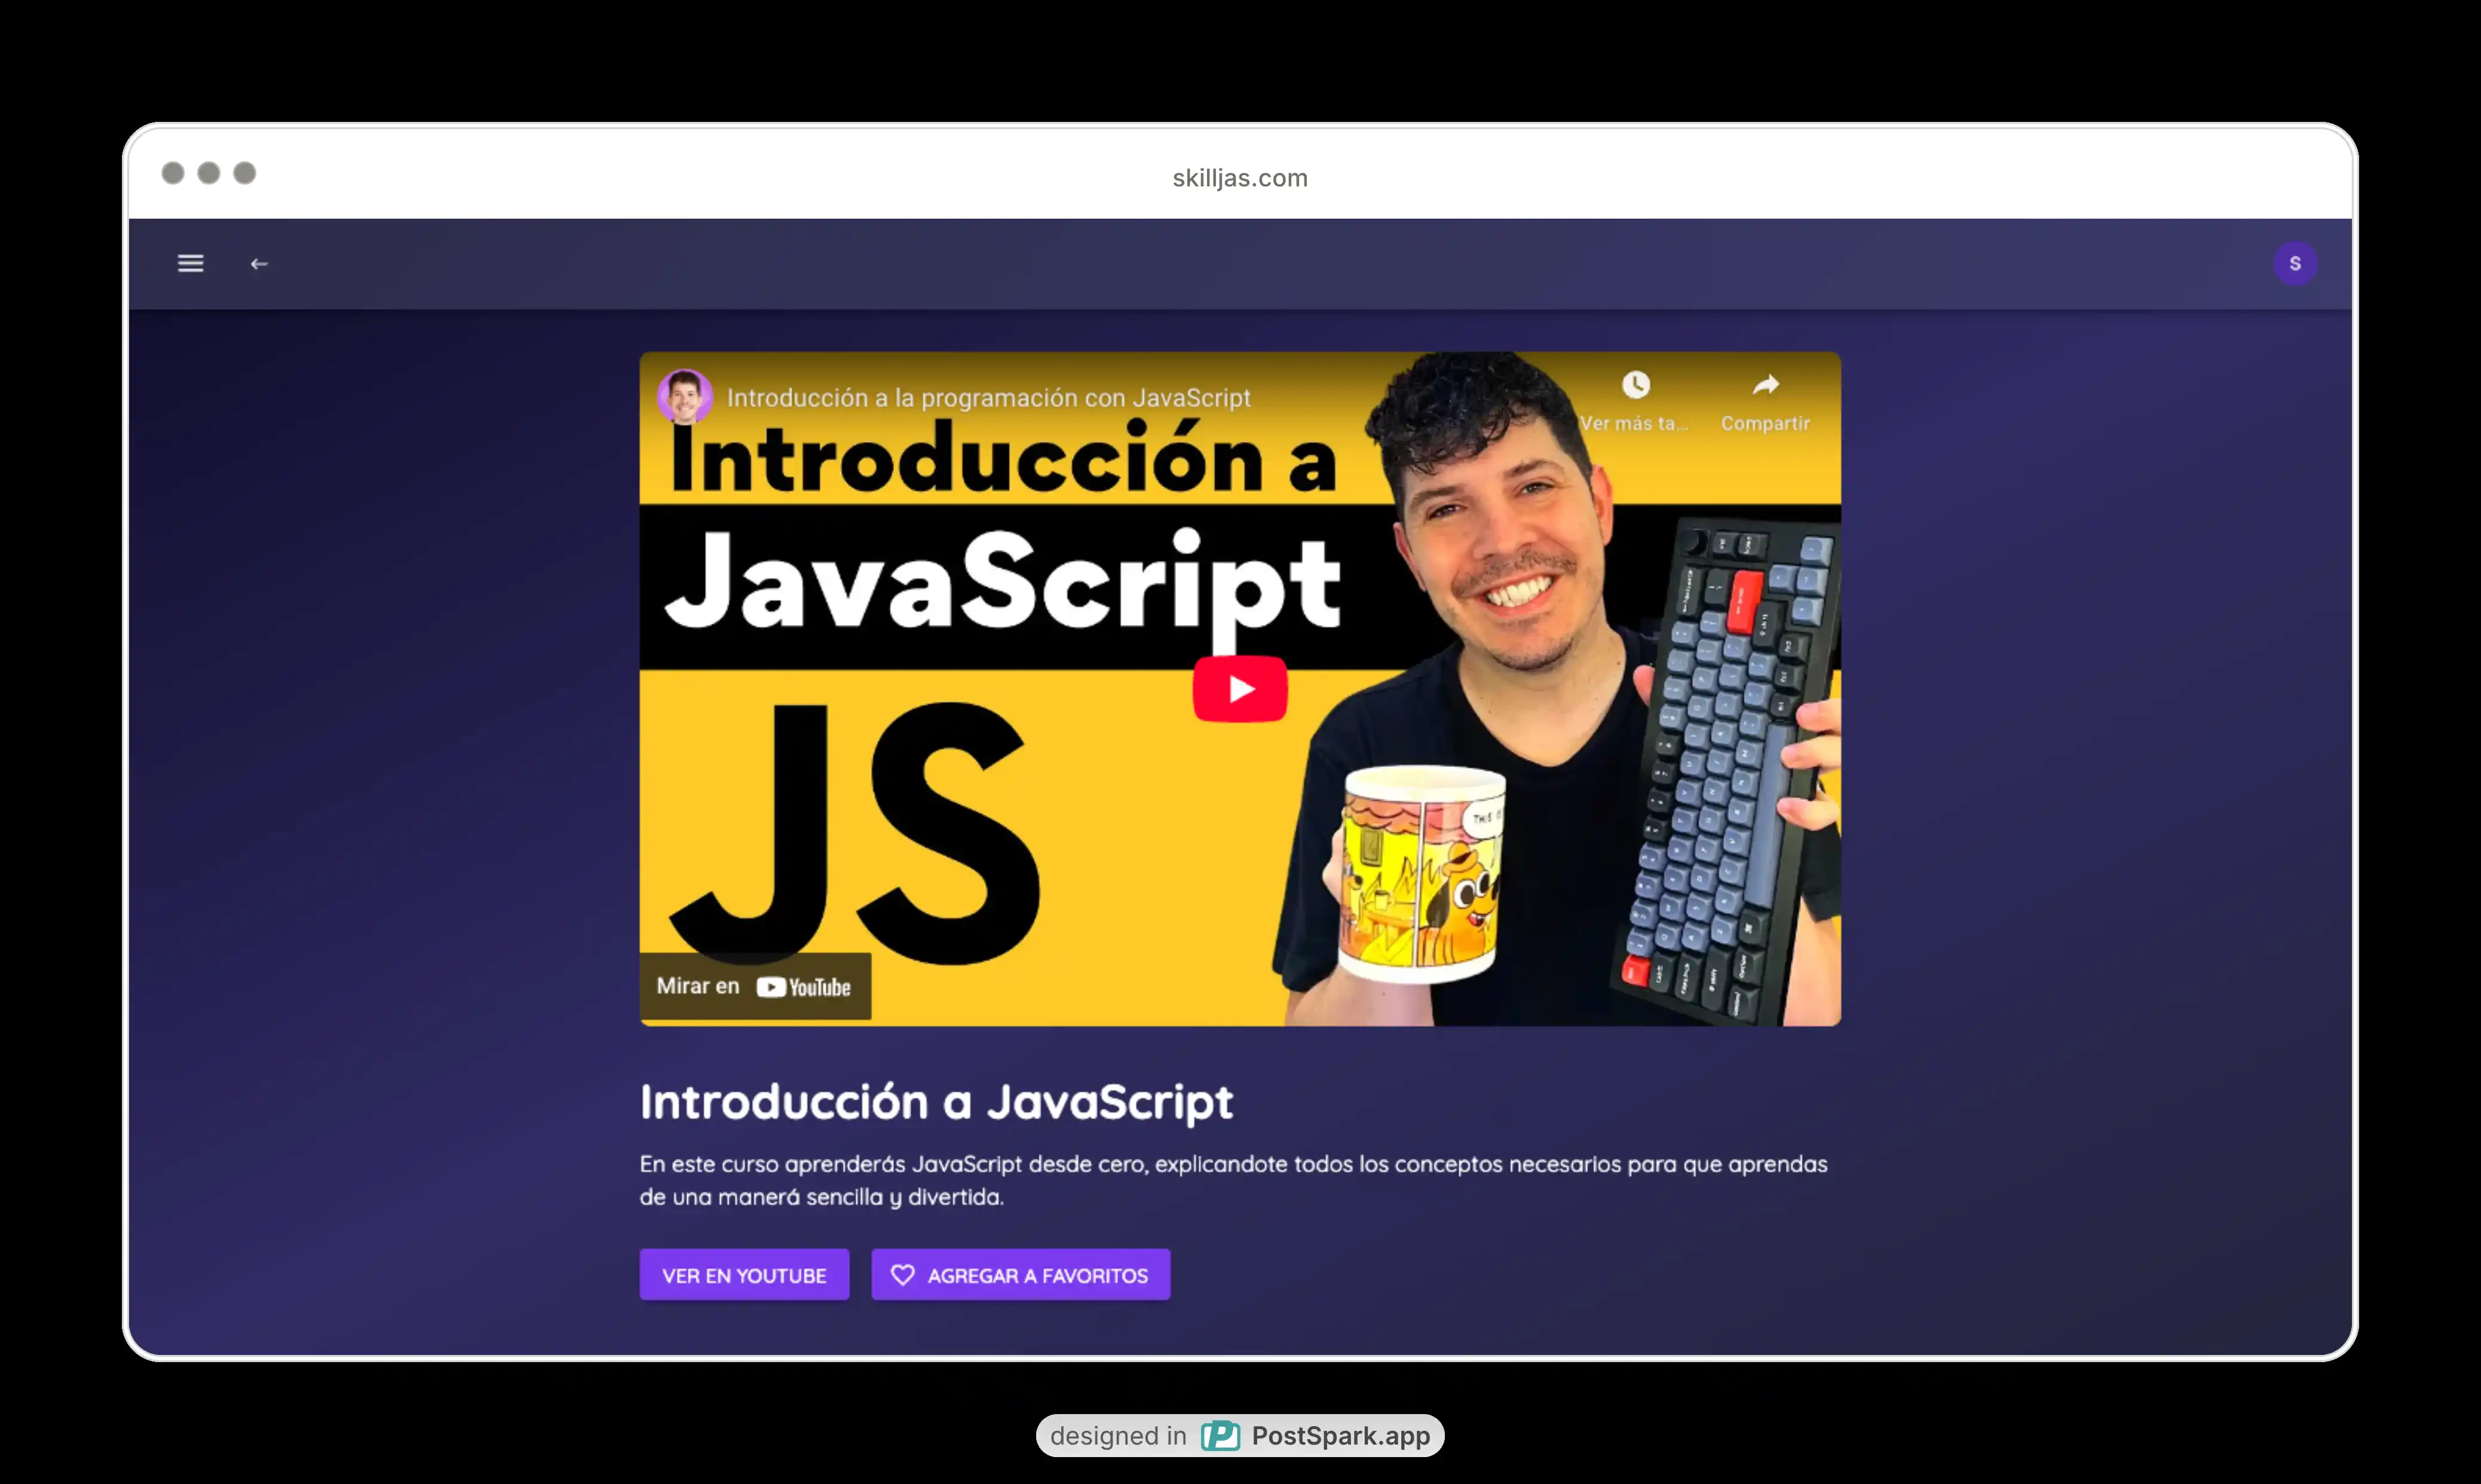 skilljas.com
S
Introducción a la programación con JavaScript
Ver más ta...
Compartir
Introducción a
JavaScript
JS
THIS IS
Mirar en YouTube
Introducción a JavaScript
En este curso aprenderás JavaScript desde cero, explicandote todos los conceptos necesarios para que aprendas
de una manerá sencilla y divertida.
VER EN YOUTUBE
AGREGAR A FAVORITOS
designed in PostSpark.app